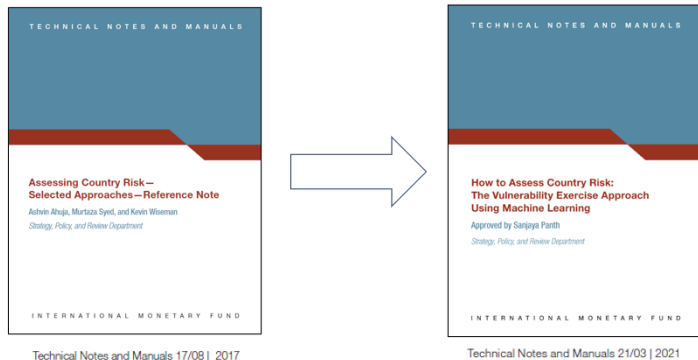 TECHNICAL NOTES AND MANUALS
Assessing Country Risk—
Selected Approaches—Reference Note
Ashvin Ahuja, Murtaza Syed, and Kevin Wiseman
Strategy, Policy, and Review Department
INTERNATIONAL MONETARY FUND
Technical Notes and Manuals 17/08 | 2017
TECHNICAL NOTES AND MANUALS
How to Assess Country Risk:
The Vulnerability Exercise Approach
Using Machine Learning
Approved by Sanjaya Panth
Strategy, Policy, and Review Department
INTERNATIONAL MONETARY FUND
Technical Notes and Manuals 21/03 | 2021